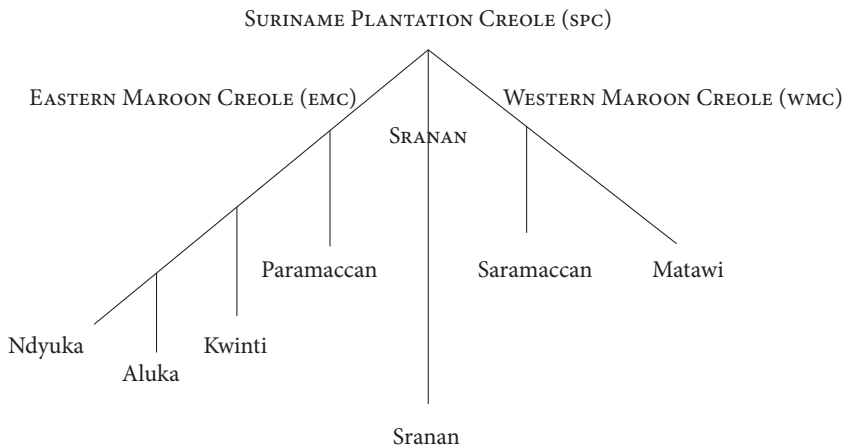 Suriname Plantation Creole (spc)
Eastern Maroon Creole (emc)
Western Maroon Creole (wmc)
Sranan
Paramaccan
Saramaccan
Matawi
Ndyuka
Kwinti
Aluka
Sranan